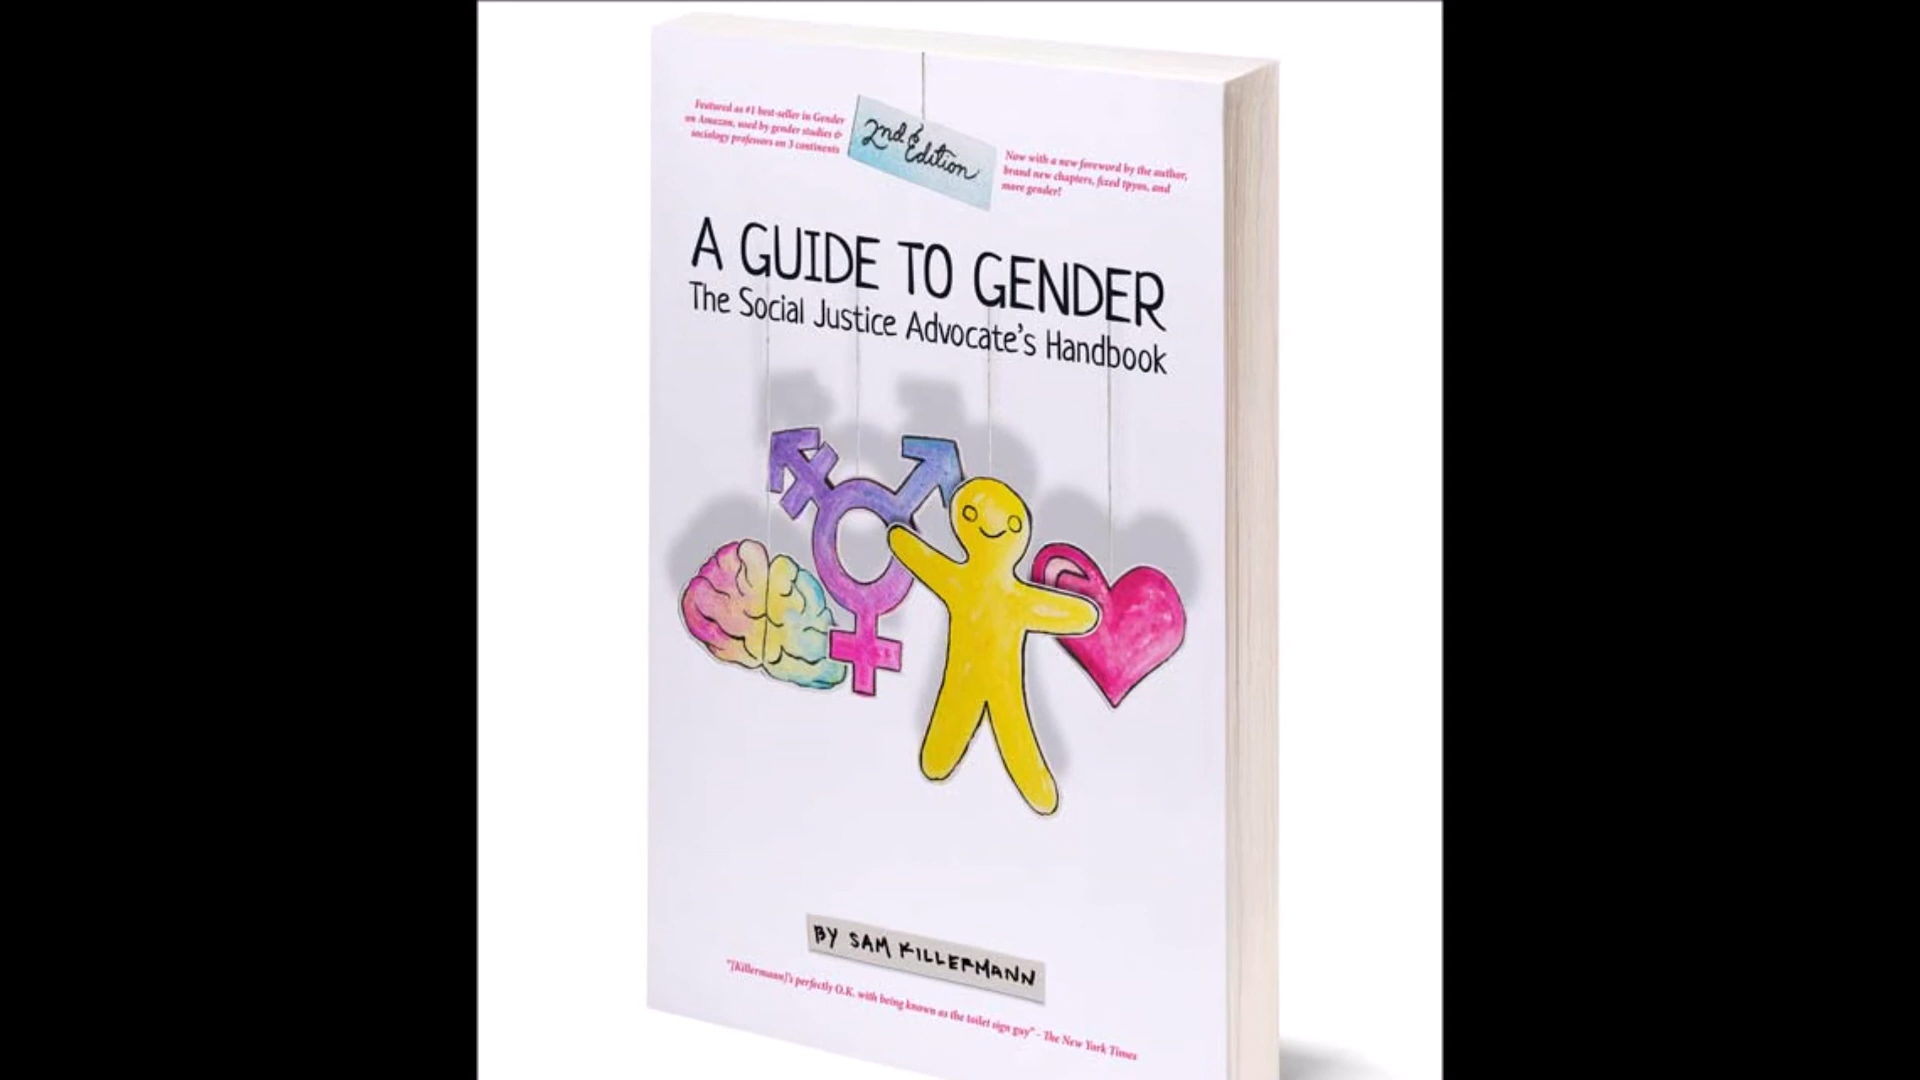 Featured as #1 best-seller in Gender
on Amazon, used by gender studies &
sociology professors on 3 continents
2nd
Edition
Now with a new foreword by the author,
brand new chapters, fixed tpyos, and
more gender!
A GUIDE TO GENDER
The Social Justice Advocate's Handbook
BY SAM KILLERMANN
"[Killermann]'s perfectly O.K. with being known as the toilet sign guy" - The New York Times